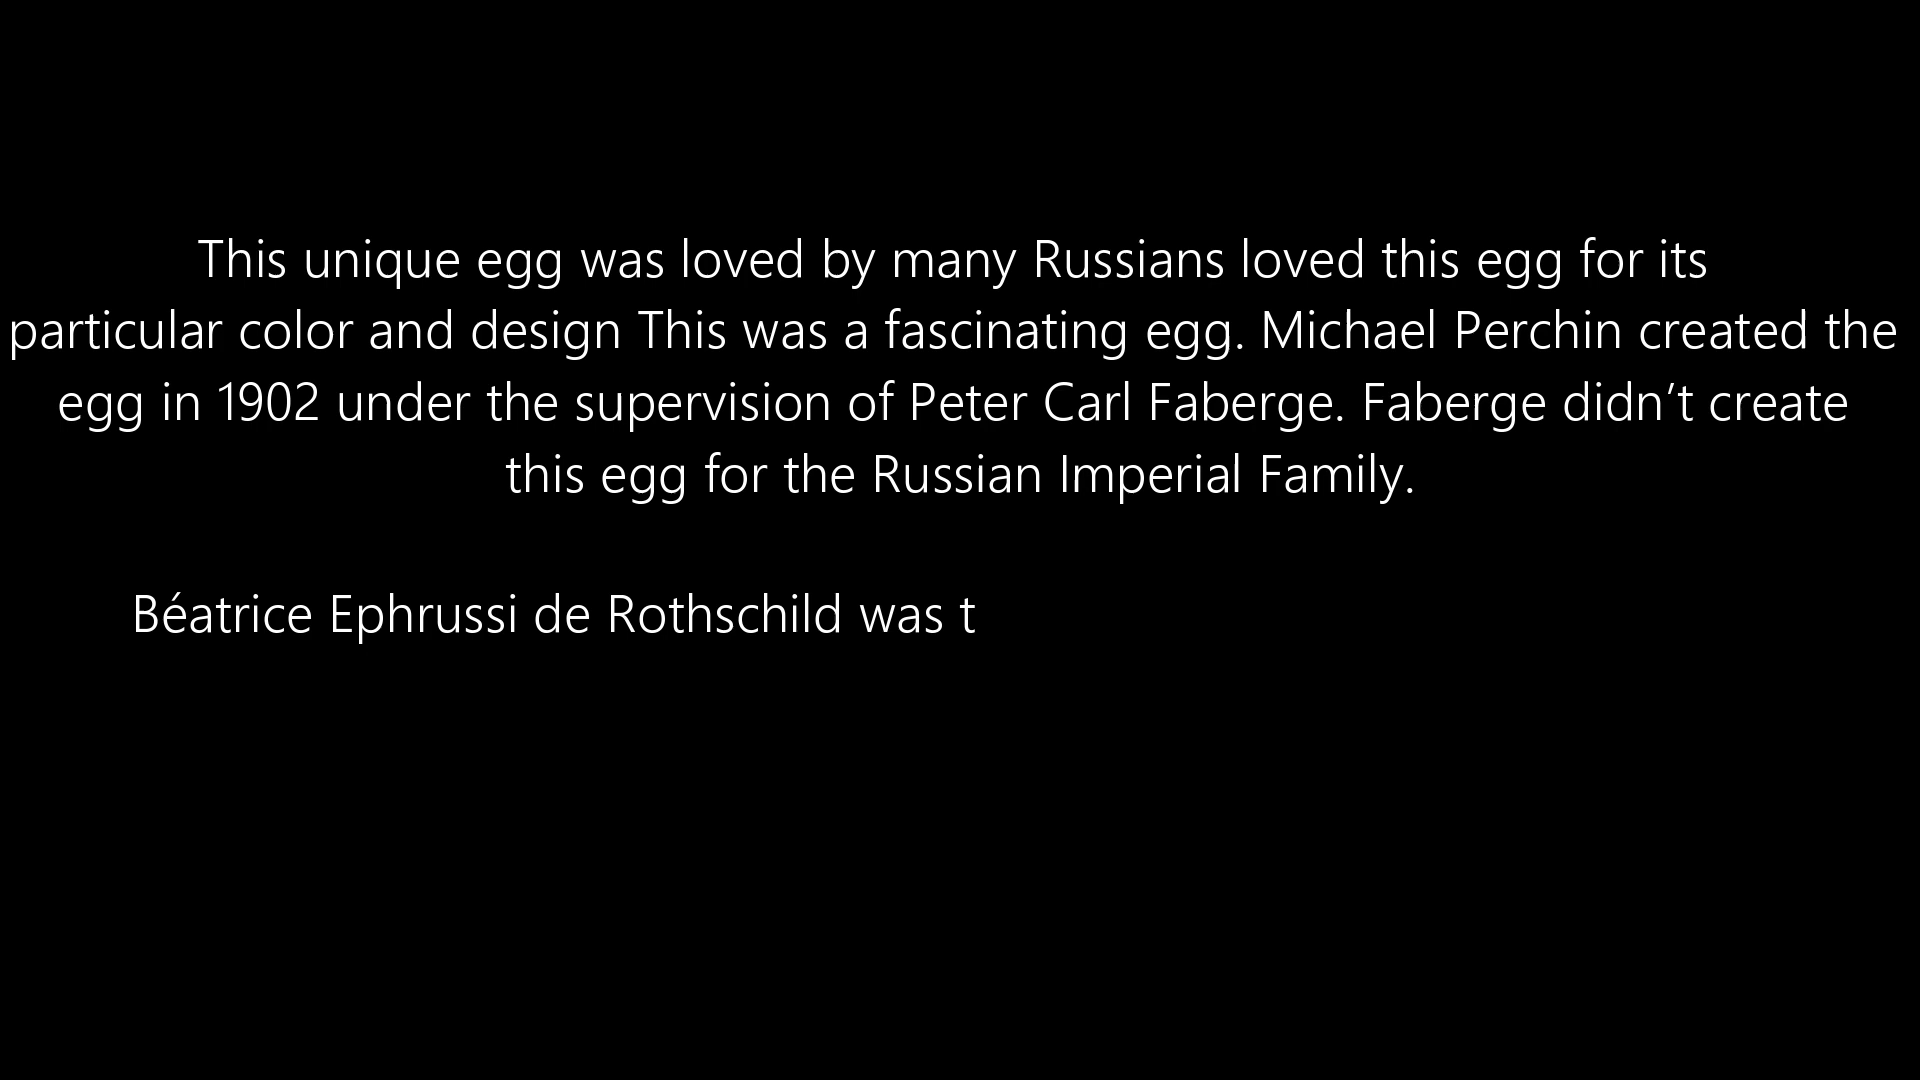 This unique egg was loved by many Russians loved this egg for its
particular color and design This was a fascinating egg. Michael Perchin created the
egg in 1902 under the supervision of Peter Carl Faberge. Faberge didn’t create
this egg for the Russian Imperial Family.
Béatrice Ephrussi de Rothschild was t